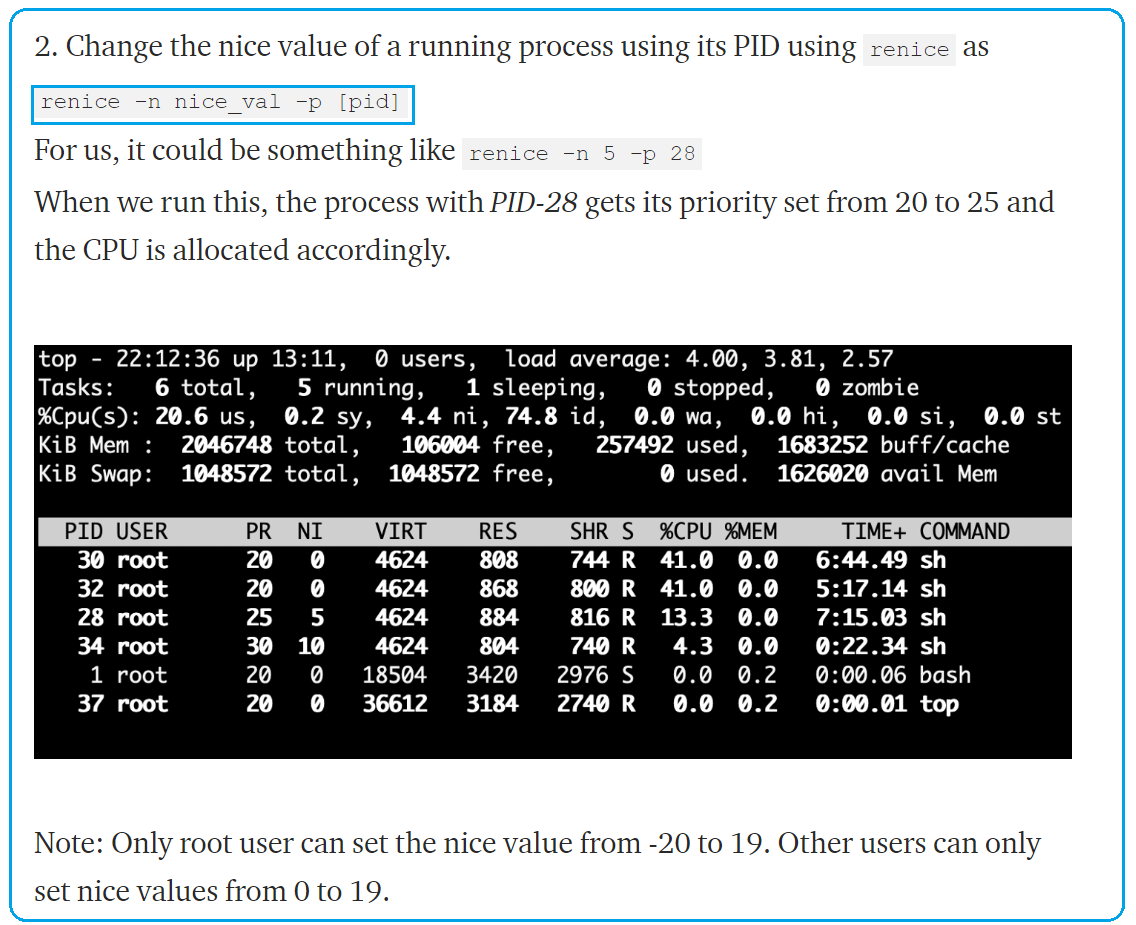 2. Change the nice value of a running process using its PID using renice as
renice -n nice_val -p [pid]
For us, it could be something like renice -n 5 -p 28
When we run this, the process with PID-28 gets its priority set from 20 to 25 and
the CPU is allocated accordingly.
top - 22:12:36 up 13:11,  0 users,  load average: 4.00, 3.81, 2.57
Tasks:   6 total,   5 running,   1 sleeping,   0 stopped,   0 zombie
%Cpu(s): 20.6 us,  0.2 sy,  4.4 ni, 74.8 id,  0.0 wa,  0.0 hi,  0.0 si,  0.0 st
KiB Mem :  2046748 total,   106004 free,   257492 used,  1683252 buff/cache
KiB Swap:  1048572 total,  1048572 free,        0 used.  1626020 avail Mem
PID USER      PR  NI    VIRT    RES    SHR S  %CPU %MEM     TIME+ COMMAND
30 root      20   0    4624    808    744 R  41.0  0.0   6:44.49 sh
32 root      20   0    4624    868    800 R  41.0  0.0   5:17.14 sh
28 root      25   5    4624    884    816 R  13.3  0.0   7:15.03 sh
34 root      30  10    4624    804    740 R   4.3  0.0   0:22.34 sh
1 root      20   0   18504   3420   2976 S   0.0  0.2   0:00.06 bash
37 root      20   0   36612   3184   2740 R   0.0  0.2   0:00.01 top
Note: Only root user can set the nice value from -20 to 19. Other users can only
set nice values from 0 to 19.